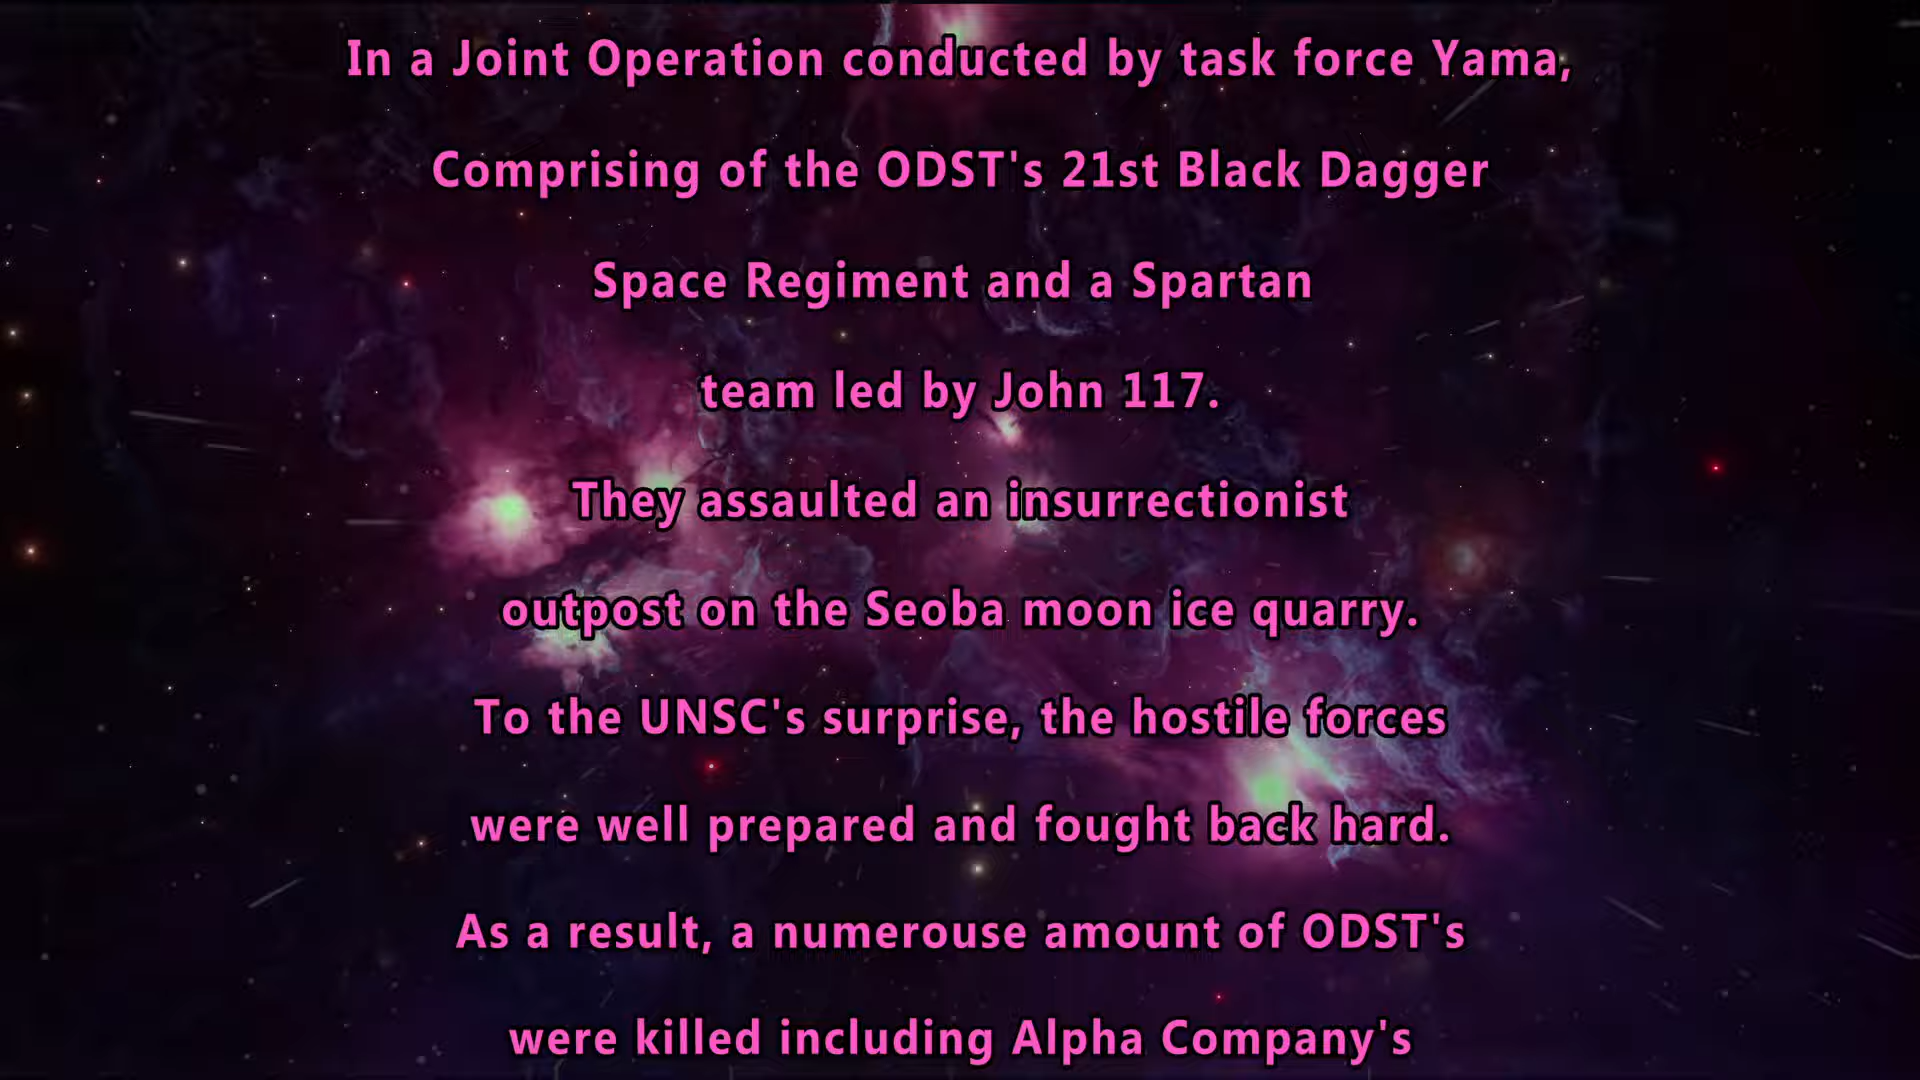 In a Joint Operation conducted by task force Yama,
Comprising of the ODST's 21st Black Dagger
Space Regiment and a Spartan
team led by John 117.
They assaulted an insurrectionist
outpost on the Seoba moon ice quarry.
To the UNSC's surprise, the hostile forces
were well prepared and fought back hard.
As a result, a numerouse amount of ODST's
were killed including Alpha Company's